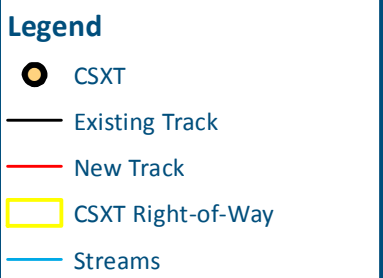 Legend
CSXT
Existing Track
New Track
CSXT Right-of-Way
Streams